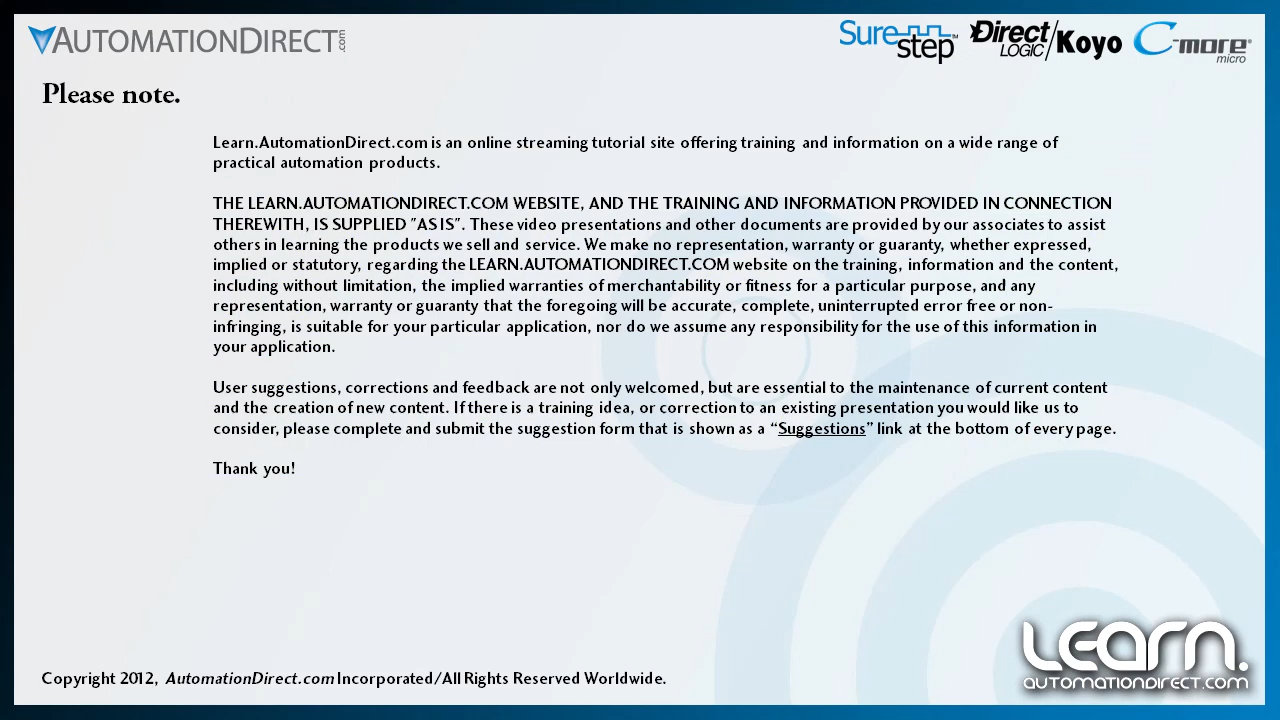 AUTOMATIONDIRECT.com
Surestep™ DirectLOGIC/Koyo C-more® micro
Please note.
Learn.AutomationDirect.com is an online streaming tutorial site offering training and information on a wide range of
practical automation products.
THE LEARN.AUTOMATIONDIRECT.COM WEBSITE, AND THE TRAINING AND INFORMATION PROVIDED IN CONNECTION
THEREWITH, IS SUPPLIED "AS IS". These video presentations and other documents are provided by our associates to assist
others in learning the products we sell and service. We make no representation, warranty or guaranty, whether expressed,
implied or statutory, regarding the LEARN.AUTOMATIONDIRECT.COM website on the training, information and the content,
including without limitation, the implied warranties of merchantability or fitness for a particular purpose, and any
representation, warranty or guaranty that the foregoing will be accurate, complete, uninterrupted error free or non-
infringing, is suitable for your particular application, nor do we assume any responsibility for the use of this information in
your application.
User suggestions, corrections and feedback are not only welcomed, but are essential to the maintenance of current content
and the creation of new content. If there is a training idea, or correction to an existing presentation you would like us to
consider, please complete and submit the suggestion form that is shown as a “Suggestions” link at the bottom of every page.
Thank you!
Copyright 2012, AutomationDirect.com Incorporated/All Rights Reserved Worldwide.
LEARN.
AUTOMATIONDIRECT.COM